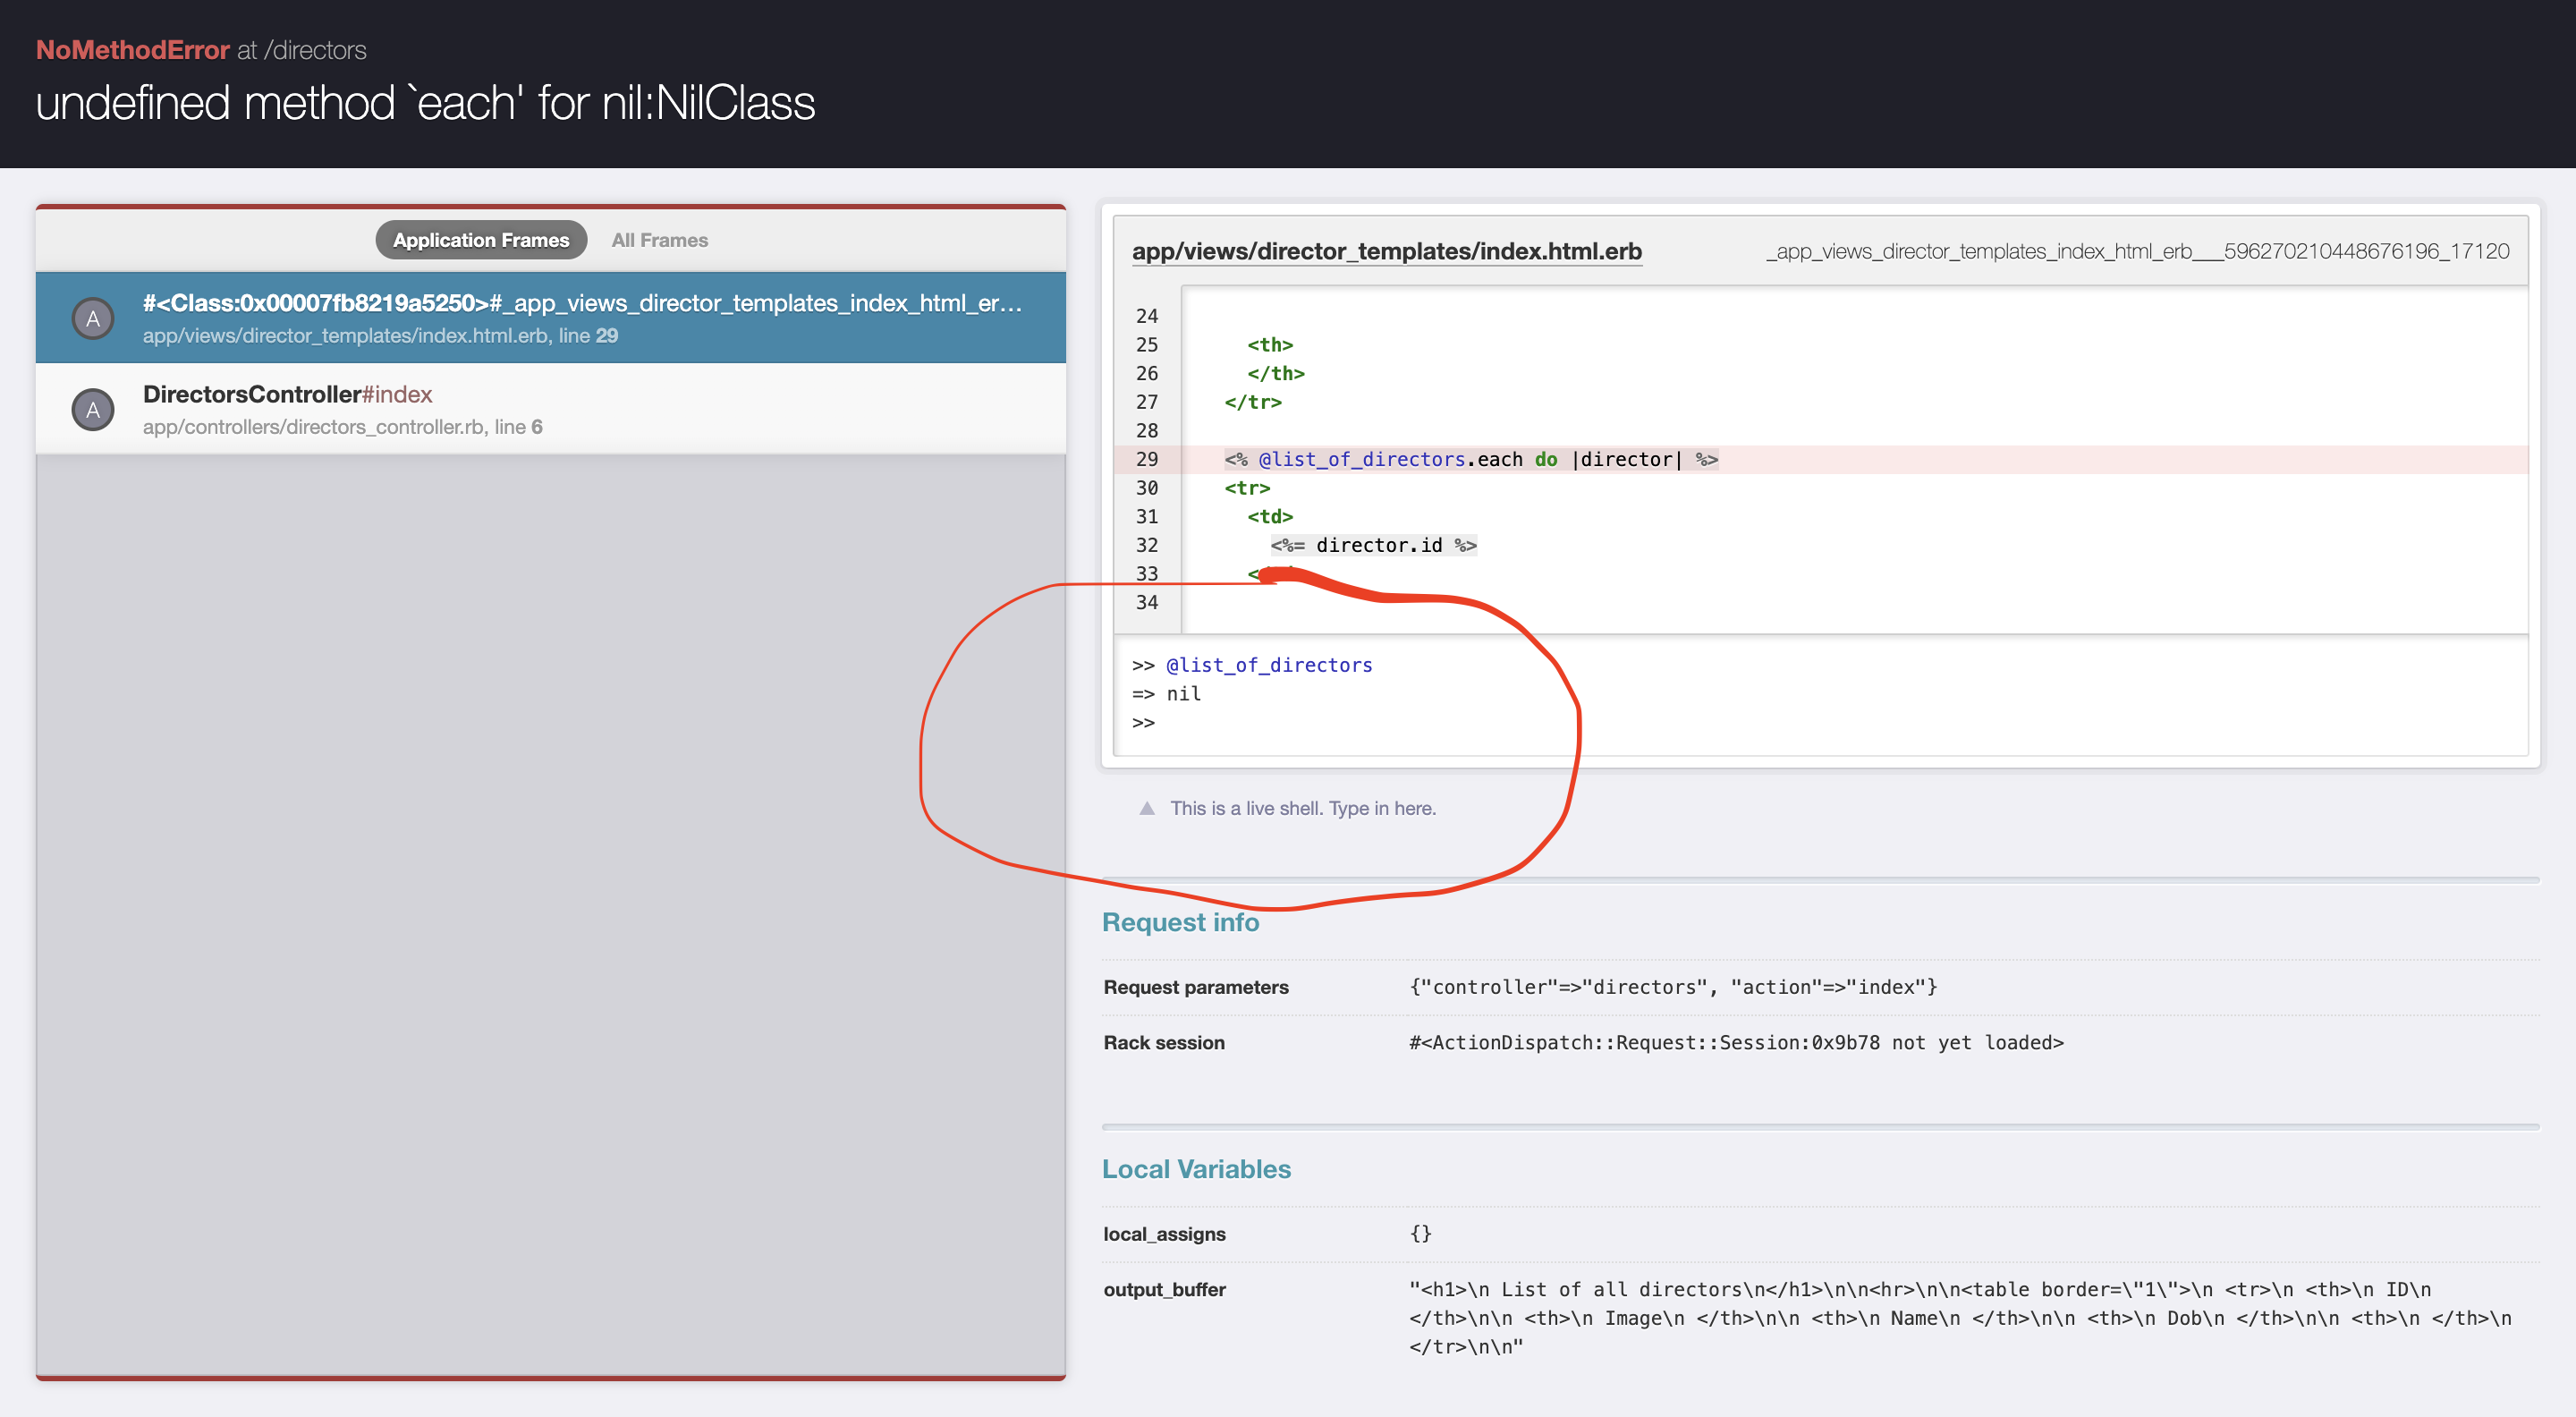 NoMethodError at /directors
undefined method `each' for nil:NilClass
Application Frames All Frames
A
#<Class:0x00007fb8219a5250>#_app_views_director_templates_index_html_er…
app/views/director_templates/index.html.erb, line 29
A
DirectorsController#index
app/controllers/directors_controller.rb, line 6
app/views/director_templates/index.html.erb _app_views_director_templates_index_html_erb___596270210448676196_17120
24
25 <th>
26 </th>
27 </tr>
28
29 <% @list_of_directors.each do |director| %>
30 <tr>
31 <td>
32 <%= director.id %>
33 <
34
>> @list_of_directors
=> nil
>>
▲ This is a live shell. Type in here.
Request info
Request parameters {"controller"=>"directors", "action"=>"index"}
Rack session #<ActionDispatch::Request::Session:0x9b78 not yet loaded>
Local Variables
local_assigns {}
output_buffer "<h1>\n List of all directors\n</h1>\n\n<hr>\n\n<table border=\"1\">\n <tr>\n <th>\n ID\n
</th>\n\n <th>\n Image\n </th>\n\n <th>\n Name\n </th>\n\n <th>\n Dob\n </th>\n\n <th>\n </th>\n
</tr>\n\n"